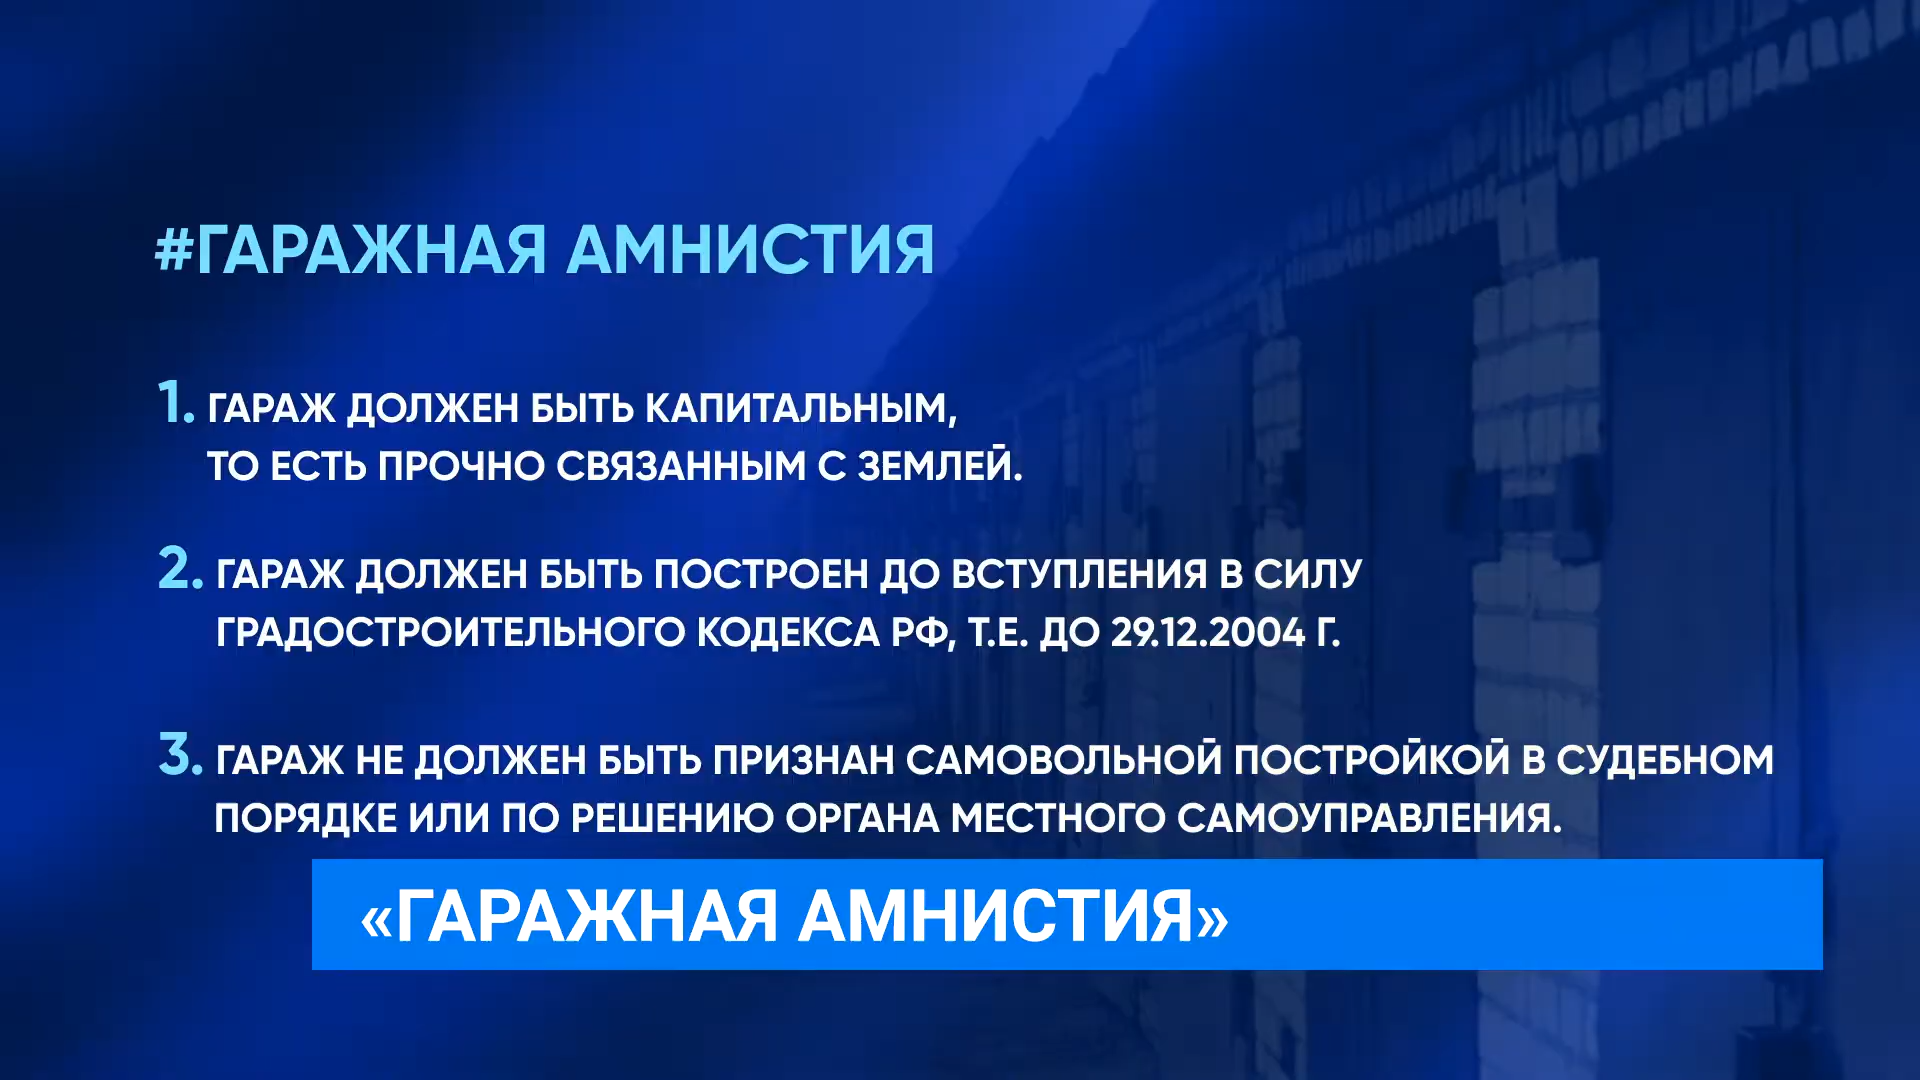 #ГАРАЖНАЯ АМНИСТИЯ
1. ГАРАЖ ДОЛЖЕН БЫТЬ КАПИТАЛЬНЫМ,
ТО ЕСТЬ ПРОЧНО СВЯЗАННЫМ С ЗЕМЛЕЙ.
2. ГАРАЖ ДОЛЖЕН БЫТЬ ПОСТРОЕН ДО ВСТУПЛЕНИЯ В СИЛУ
ГРАДОСТРОИТЕЛЬНОГО КОДЕКСА РФ, Т.Е. ДО 29.12.2004 Г.
3. ГАРАЖ НЕ ДОЛЖЕН БЫТЬ ПРИЗНАН САМОВОЛЬНОЙ ПОСТРОЙКОЙ В СУДЕБНОМ
ПОРЯДКЕ ИЛИ ПО РЕШЕНИЮ ОРГАНА МЕСТНОГО САМОУПРАВЛЕНИЯ.
«ГАРАЖНАЯ АМНИСТИЯ»